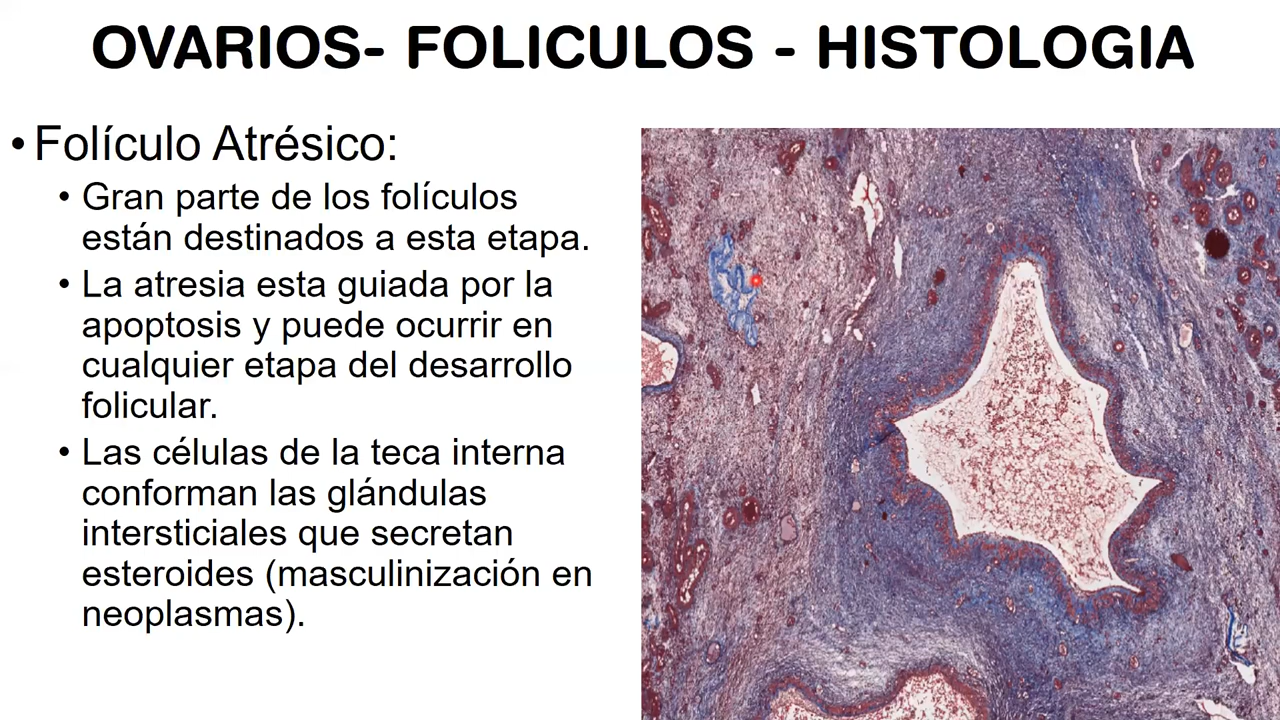 OVARIOS- FOLICULOS - HISTOLOGIA
• Folículo Atrésico:
• Gran parte de los folículos
están destinados a esta etapa.
• La atresia esta guiada por la
apoptosis y puede ocurrir en
cualquier etapa del desarrollo
folicular.
• Las células de la teca interna
conforman las glándulas
intersticiales que secretan
esteroides (masculinización en
neoplasmas).